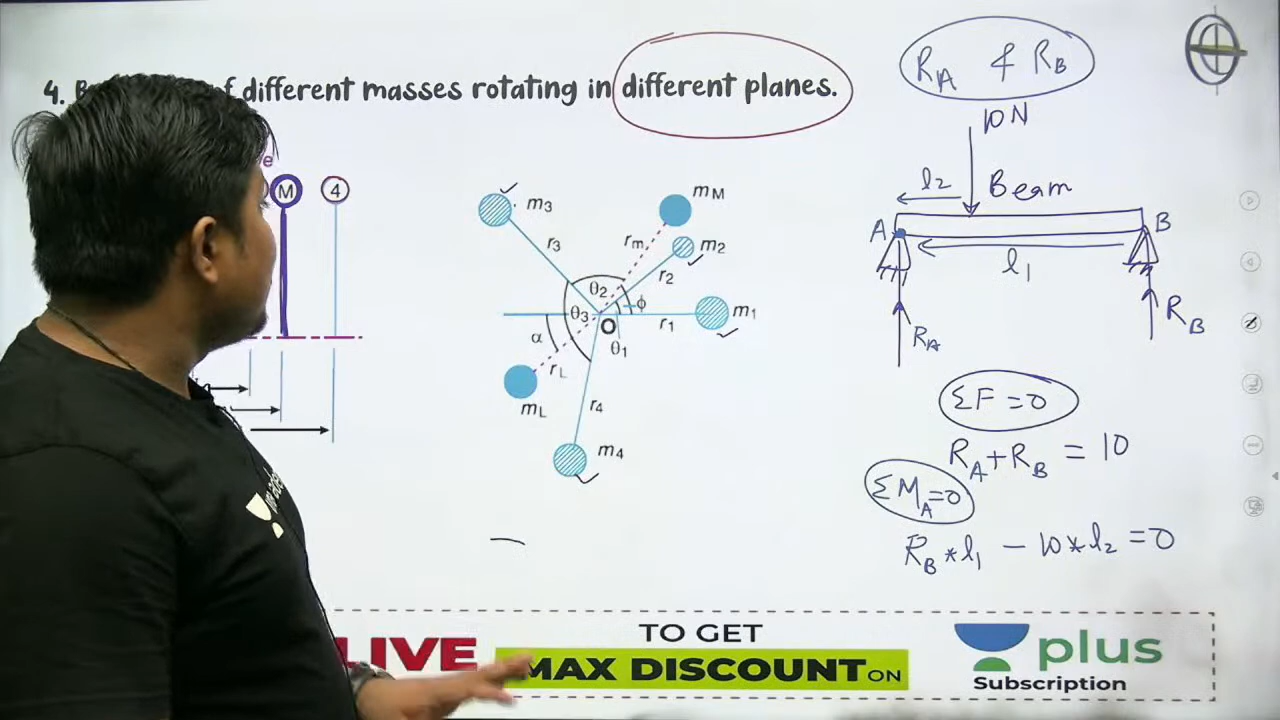 4. B of different masses rotating in different planes.
RA & RB
10N
l2
Beam
A
B
l1
RA
RB
ΣF=0
RA+RB = 10
ΣMA=0
RB*l1 - 10*l2 = 0
e
M
4
m3
mM
r3
rm
m2
θ2
r2
ϕ
θ3
m1
O
r1
α
θ1
rL
mL
r4
m4
LIVE
TO GET
MAX DISCOUNT ON
plus
Subscription